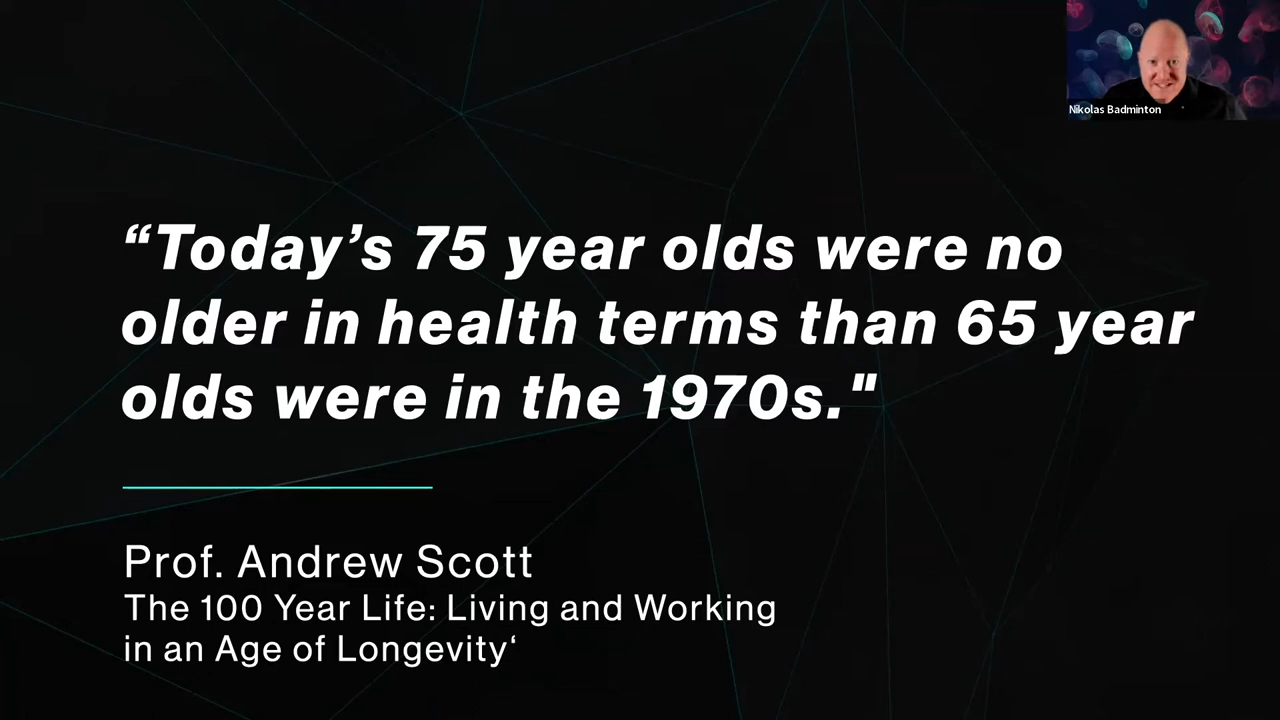 Nikolas Badminton
“Today’s 75 year olds were no
older in health terms than 65 year
olds were in the 1970s."
Prof. Andrew Scott
The 100 Year Life: Living and Working
in an Age of Longevity‘